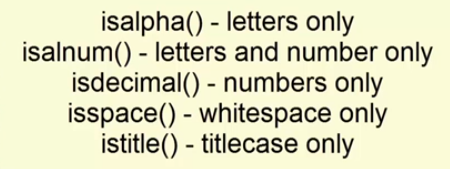 isalpha() - letters only
isalnum() - letters and number only
isdecimal() - numbers only
isspace() - whitespace only
istitle() - titlecase only